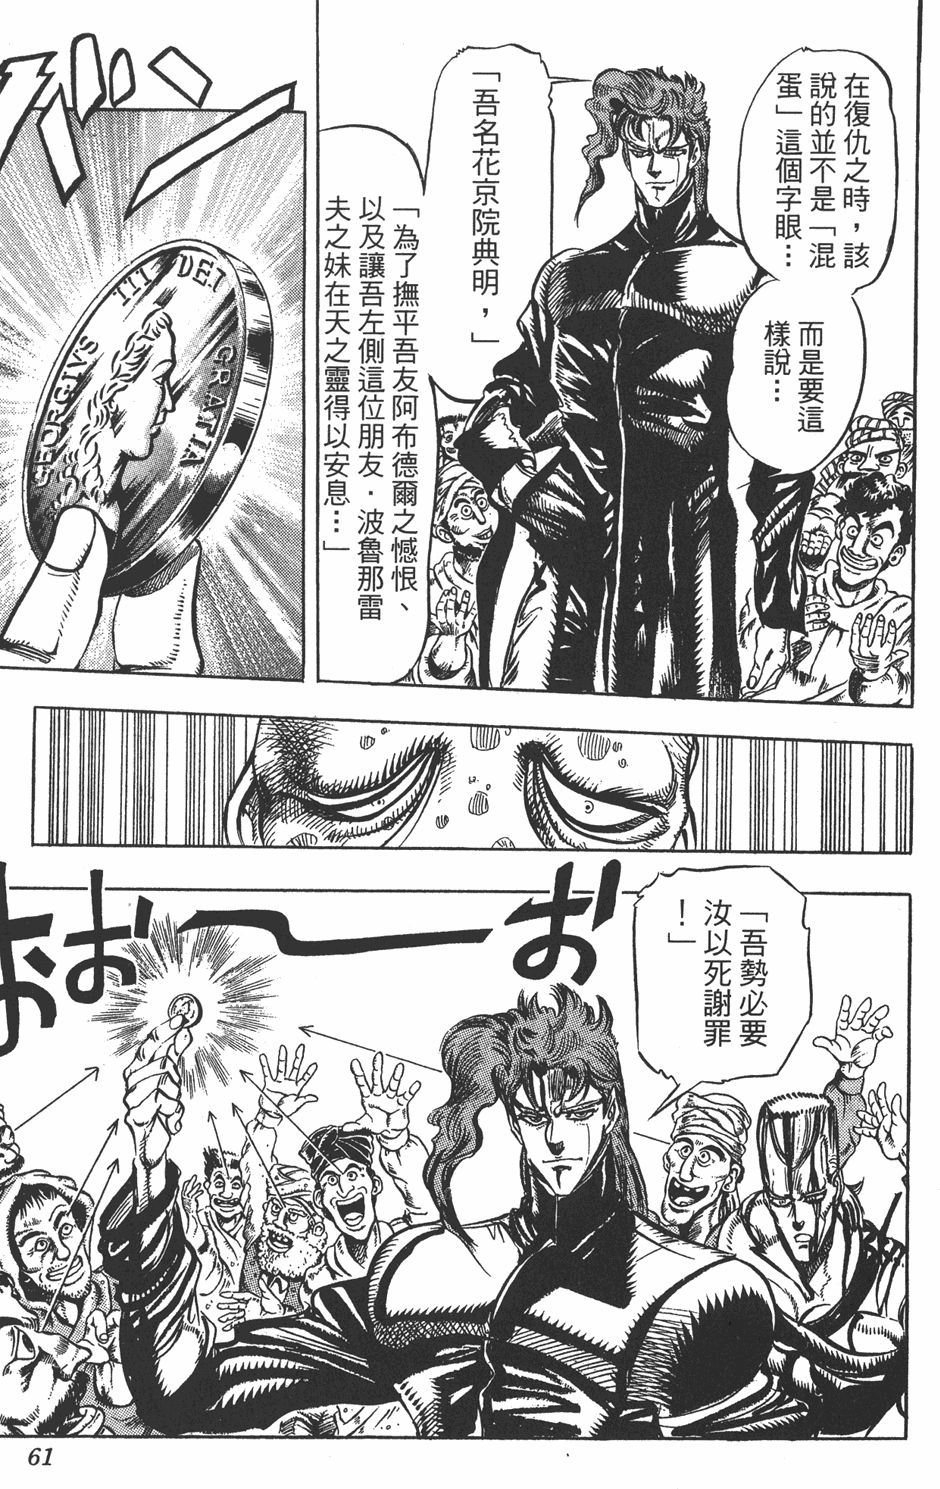 在復仇之時，該
說的並不是「混
蛋」這個字眼…
而是要這
樣說…
「吾名花京院典明，」
「為了撫平吾友阿布德爾之憾恨、
以及讓吾左側這位朋友．波魯那雷
夫之妹在天之靈得以安息…」
バン
GEORGIVS
III DEI
GRATIA
「吾勢必要
汝以死謝罪
！」
おお〜お
61